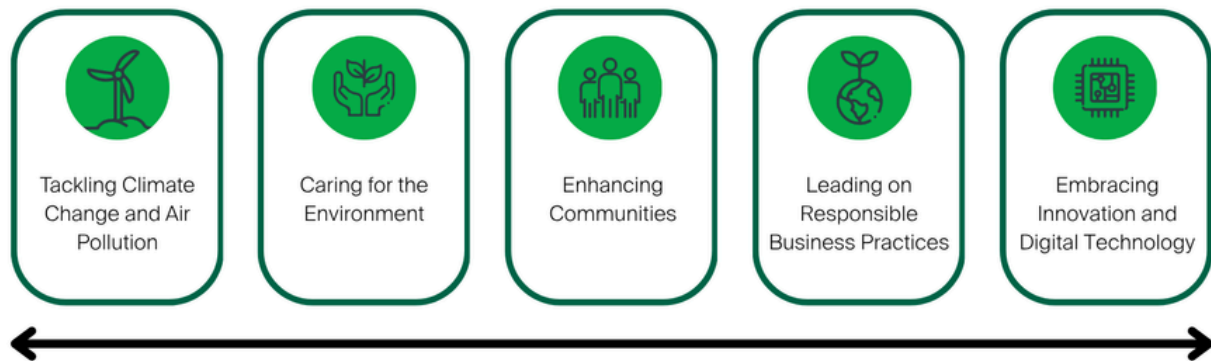 Tackling Climate
Change and Air
Pollution
Caring for the
Environment
Enhancing
Communities
Leading on
Responsible
Business Practices
Embracing
Innovation and
Digital Technology